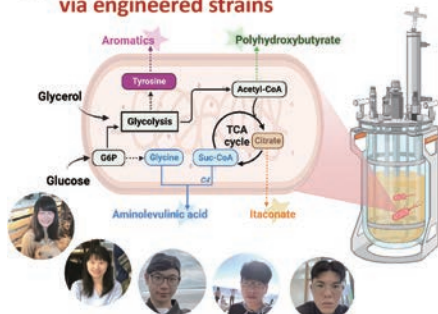 via engineered strains
Aromatics
Polyhydroxybutyrate
Tyrosine
Acetyl-CoA
Glycerol
Glycolysis
TCA
cycle
Citrate
G6P
Glycine
Suc-CoA
Glucose
Aminolevulinic acid
Itaconate